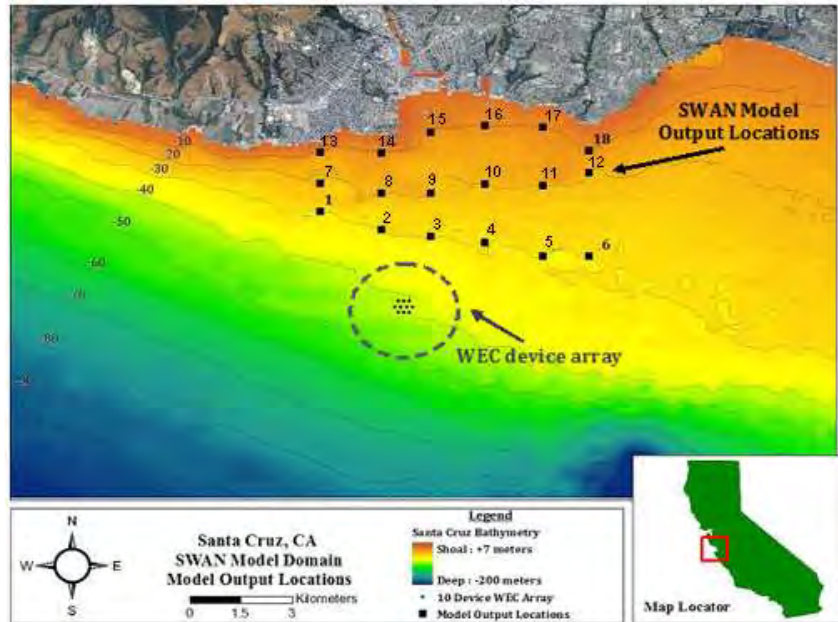 15
16
17
SWAN Model
Output Locations
-10
-20
13
14
18
12
-30
7
8
9
10
11
-40
1
-50
2
3
4
5
6
-60
-70
WEC device array
-80
N
W
E
S
Santa Cruz, CA
SWAN Model Domain
Model Output Locations
Kilometers
0 1.5 3
Legend
Santa Cruz Bathymetry
Shoal : +7 meters
Deep : -200 meters
10 Device WEC Array
Model Output Locations
Map Locator